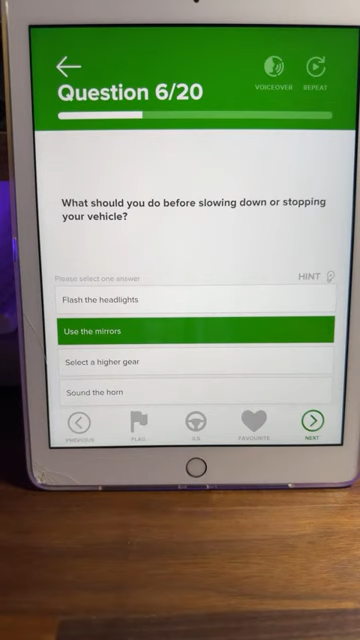 Question 6/20
VOICEOVER
REPEAT
What should you do before slowing down or stopping
your vehicle?
Please select one answer
HINT
Flash the headlights
Use the mirrors
Select a higher gear
Sound the horn
PREVIOUS
FLAG
FAVOURITE
NEXT